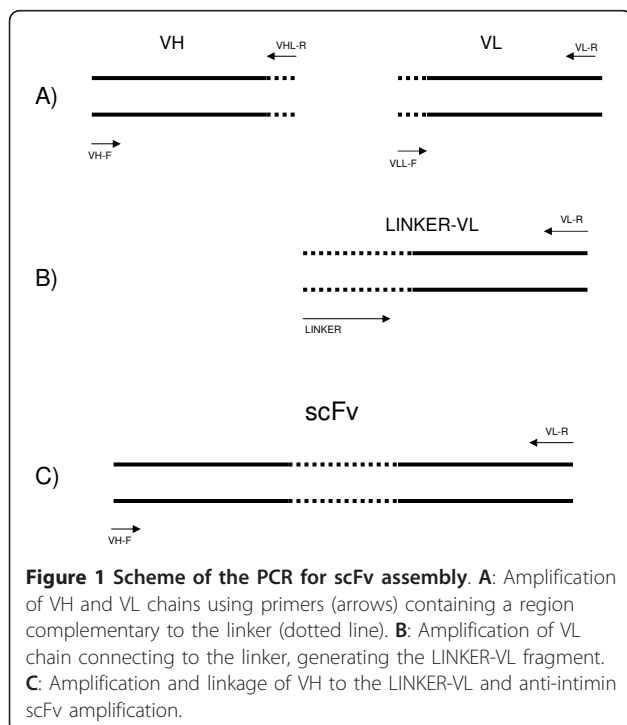 VH
VHL-R
VL
VL-R
A)
VH-F
VLL-F
LINKER-VL
VL-R
B)
LINKER
scFv
VL-R
C)
VH-F
Figure 1 Scheme of the PCR for scFv assembly. A: Amplification
of VH and VL chains using primers (arrows) containing a region
complementary to the linker (dotted line). B: Amplification of VL
chain connecting to the linker, generating the LINKER-VL fragment.
C: Amplification and linkage of VH to the LINKER-VL and anti-intimin
scFv amplification.